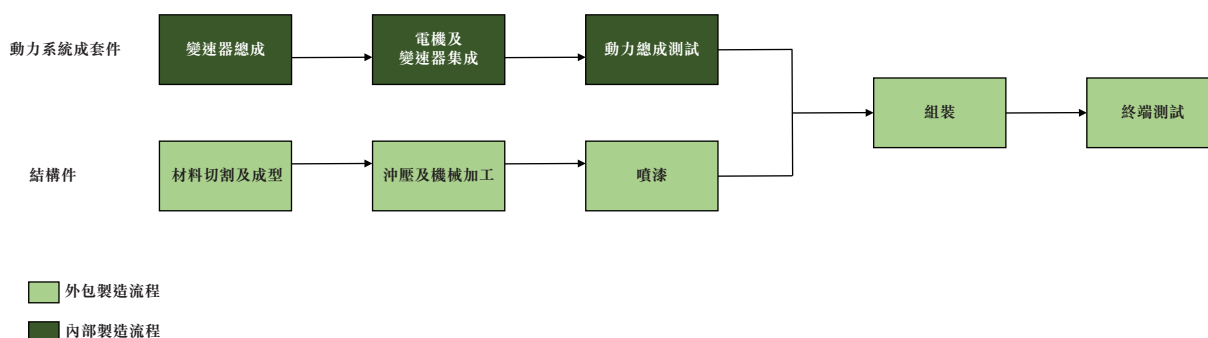 動力系統成套件
變速器總成
電機及
變速器集成
動力總成測試
組裝
終端測試
結構件
材料切割及成型
沖壓及機械加工
噴漆
外包製造流程
內部製造流程